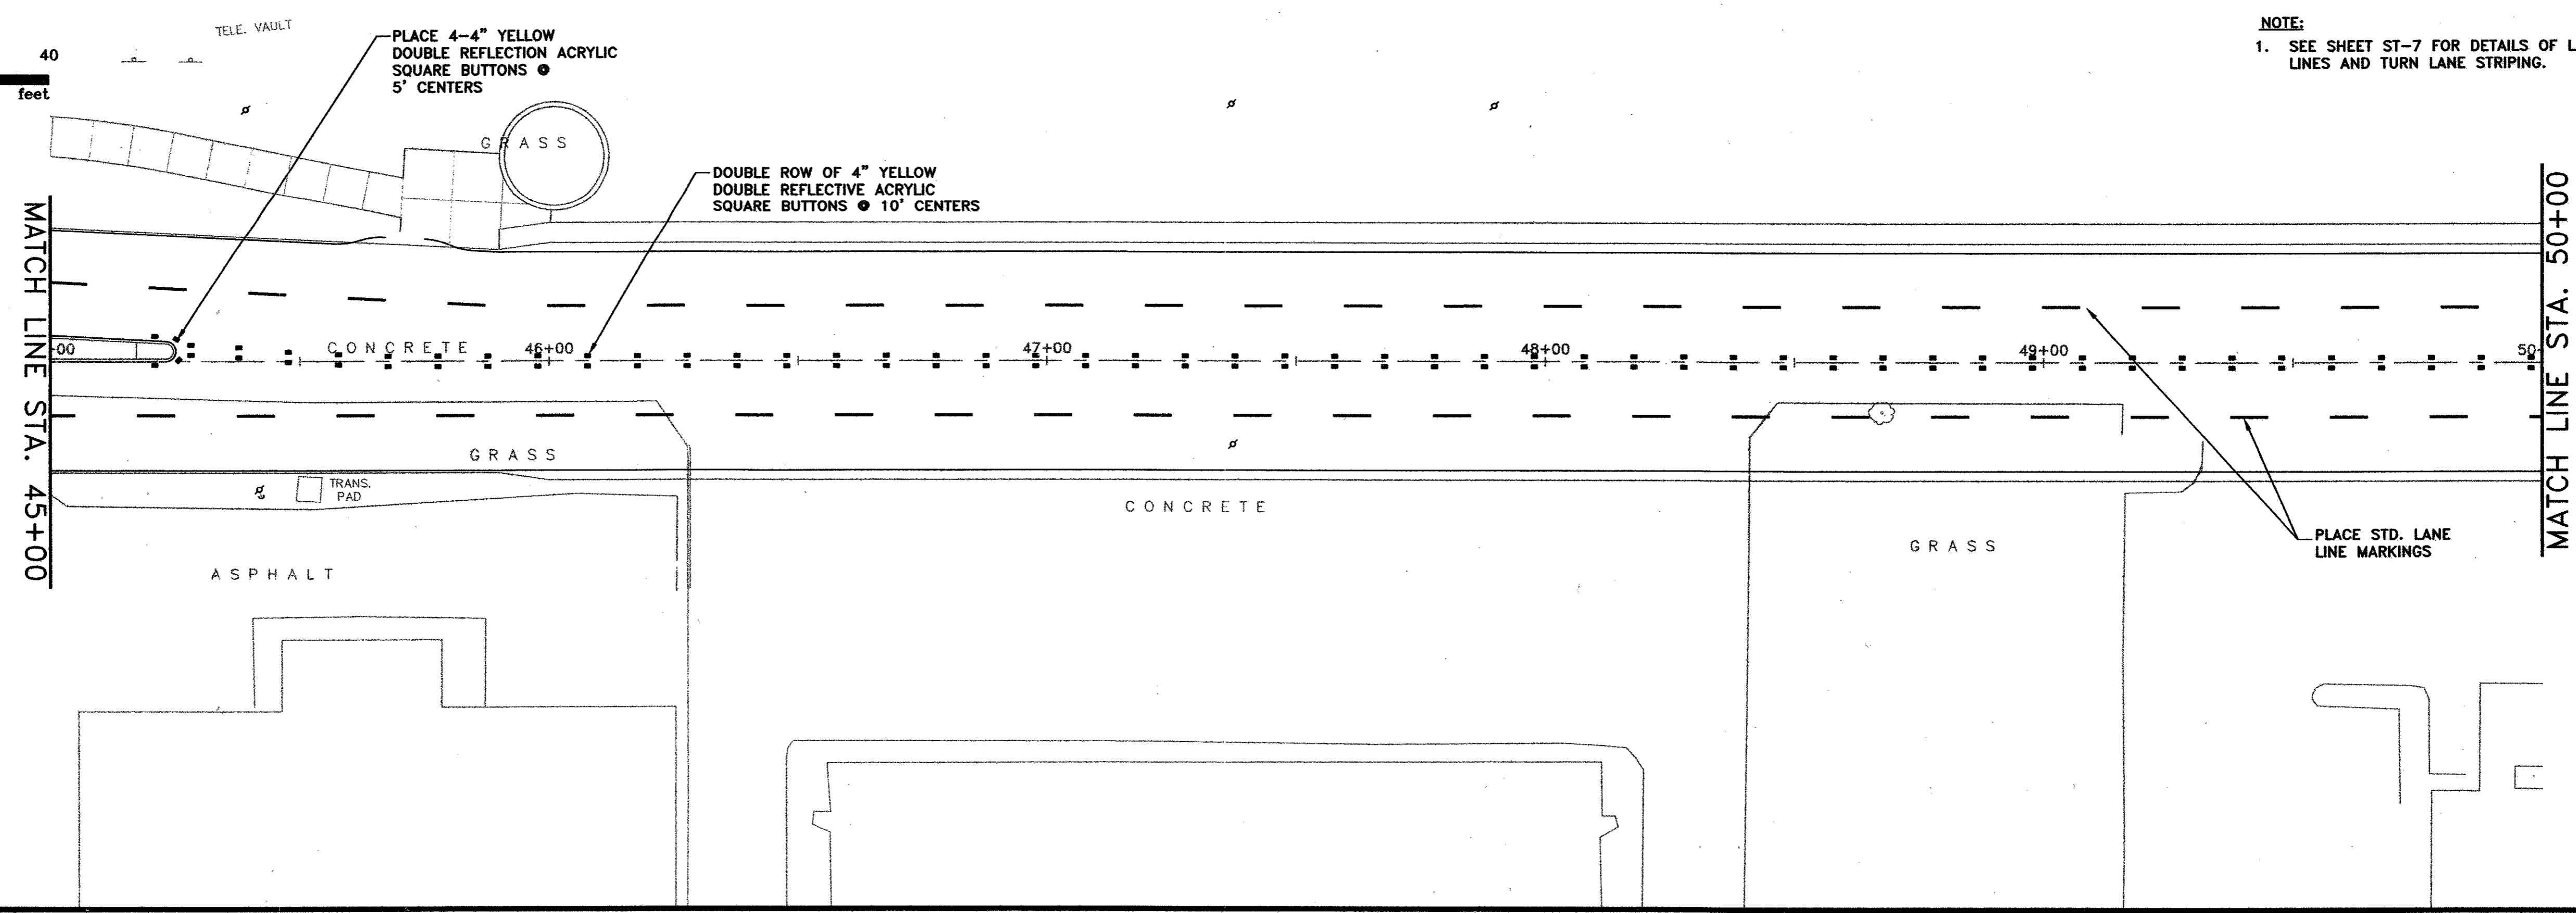 TELE. VAULT
40
feet
PLACE 4-4" YELLOW
DOUBLE REFLECTION ACRYLIC
SQUARE BUTTONS @
5' CENTERS
NOTE:
1. SEE SHEET ST-7 FOR DETAILS OF L
LINES AND TURN LANE STRIPING.
GRASS
DOUBLE ROW OF 4" YELLOW
DOUBLE REFLECTIVE ACRYLIC
SQUARE BUTTONS @ 10' CENTERS
MATCH LINE STA. 45+00
MATCH LINE STA. 50+00
-00
CONCRETE
46+00
47+00
48+00
49+00
50-
GRASS
TRANS.
PAD
CONCRETE
ASPHALT
GRASS
PLACE STD. LANE
LINE MARKINGS